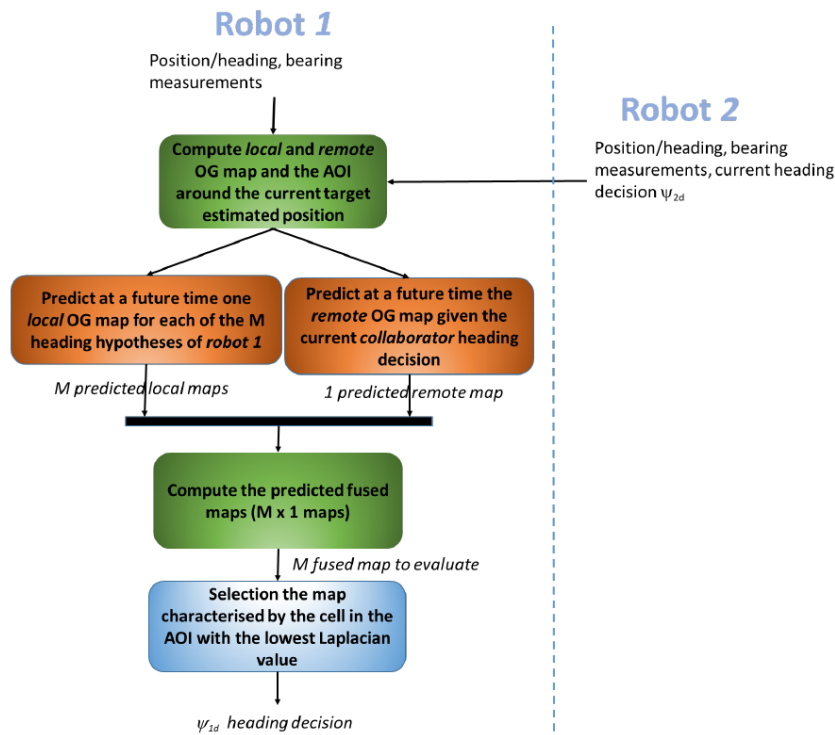 Robot 1
Position/heading, bearing
measurements
Robot 2
Position/heading, bearing
measurements, current heading
decision ψ2d
Compute local and remote
OG map and the AOI
around the current target
estimated position
Predict at a future time one
local OG map for each of the M
heading hypotheses of robot 1
Predict at a future time the
remote OG map given the
current collaborator heading
decision
M predicted local maps
1 predicted remote map
Compute the predicted fused
maps (M x 1 maps)
M fused map to evaluate
Selection the map
characterised by the cell in the
AOI with the lowest Laplacian
value
ψ1d heading decision